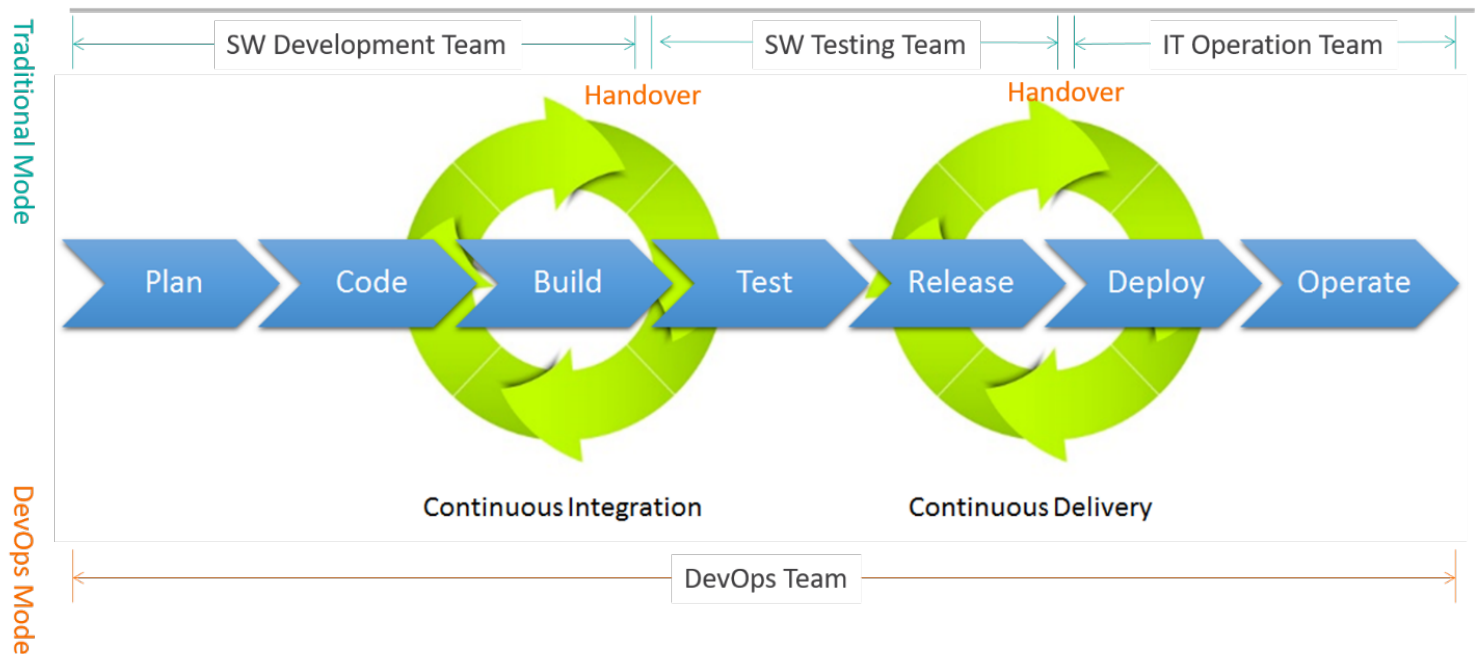 Traditional Mode
SW Development Team
SW Testing Team
IT Operation Team
Handover
Handover
Plan
Code
Build
Test
Release
Deploy
Operate
Continuous Integration
Continuous Delivery
DevOps Mode
DevOps Team